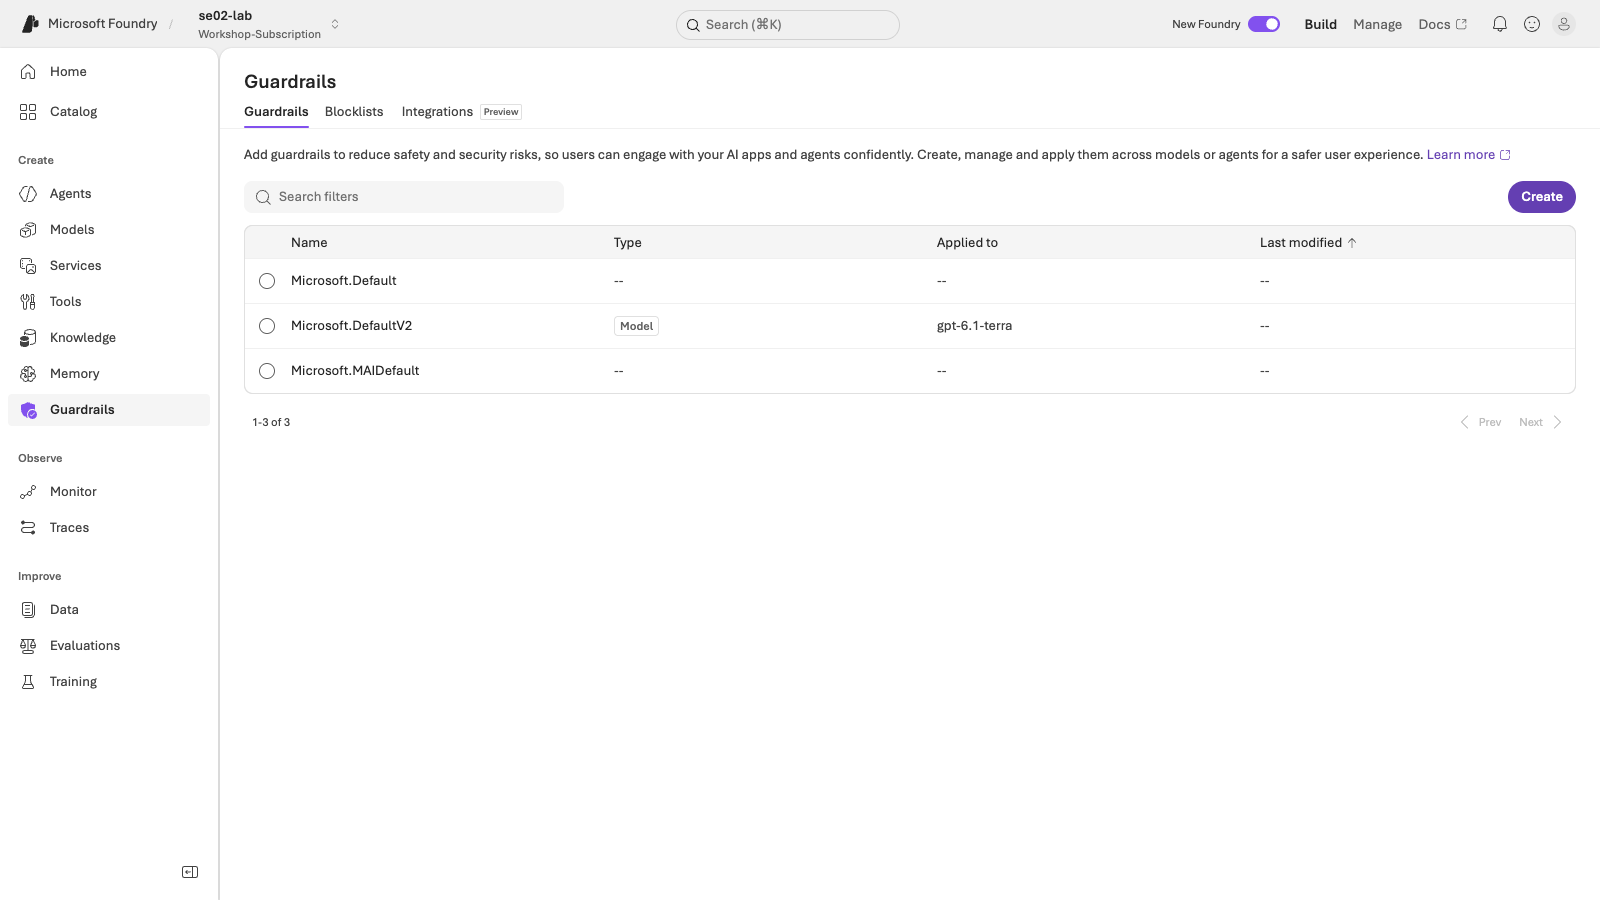 Microsoft Foundry / se02-lab
Workshop-Subscription
Search (⌘K)
New Foundry
Build
Manage
Docs
Home
Catalog
Create
Agents
Models
Services
Tools
Knowledge
Memory
Guardrails
Observe
Monitor
Traces
Improve
Data
Evaluations
Training
Guardrails
Guardrails Blocklists Integrations Preview
Add guardrails to reduce safety and security risks, so users can engage with your AI apps and agents confidently. Create, manage and apply them across models or agents for a safer user experience. Learn more
Search filters
Create
Name Type Applied to Last modified
Microsoft.Default -- -- --
Microsoft.DefaultV2 Model gpt-6.1-terra --
Microsoft.MAIDefault -- -- --
1-3 of 3
Prev Next